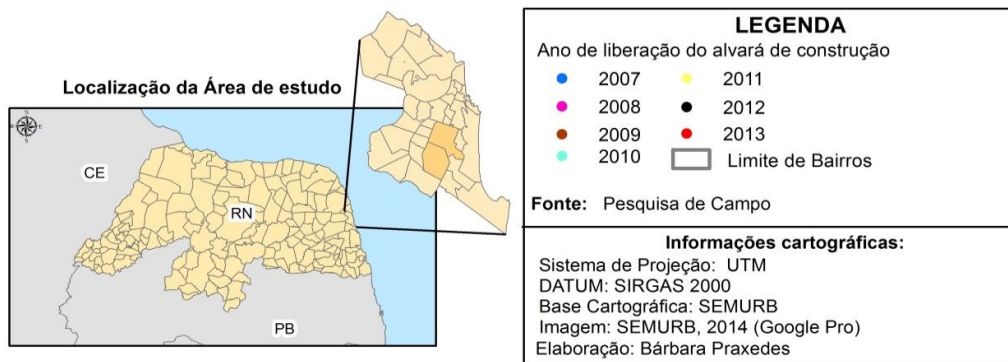 Localização da Área de estudo
CE
RN
PB
LEGENDA
Ano de liberação do alvará de construção
2007
2011
2008
2012
2009
2013
2010
Limite de Bairros
Fonte: Pesquisa de Campo
Informações cartográficas:
Sistema de Projeção: UTM
DATUM: SIRGAS 2000
Base Cartográfica: SEMURB
Imagem: SEMURB, 2014 (Google Pro)
Elaboração: Bárbara Praxedes